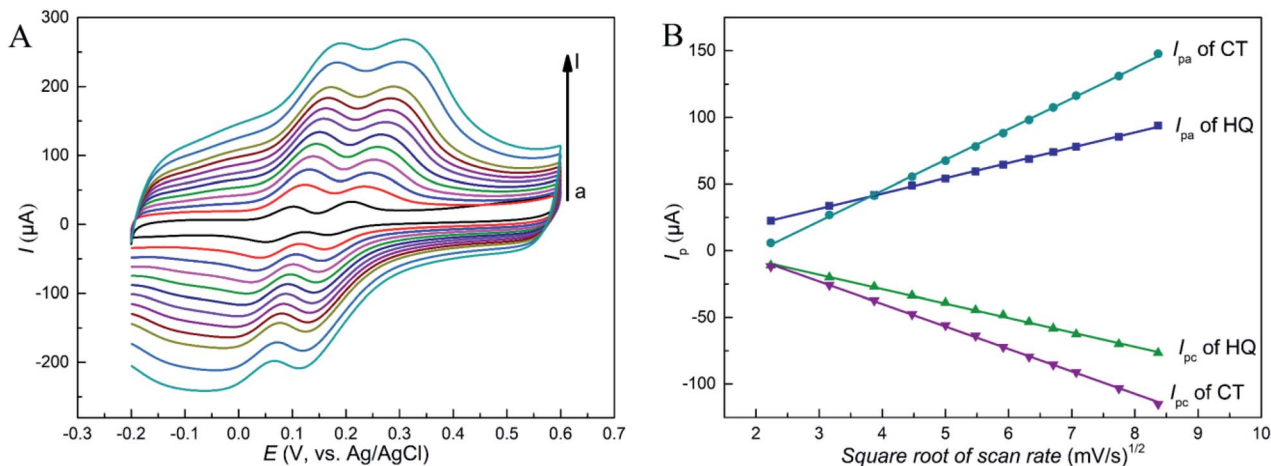 A
300
200
100
0
-100
-200
I (μA)
l
a
-0.3 -0.2 -0.1 0.0 0.1 0.2 0.3 0.4 0.5 0.6 0.7
E (V, vs. Ag/AgCl)
B
150
100
50
0
-50
-100
Ip (μA)
Ipa of CT
Ipa of HQ
Ipc of HQ
Ipc of CT
2 3 4 5 6 7 8 9 10
Square root of scan rate (mV/s)1/2